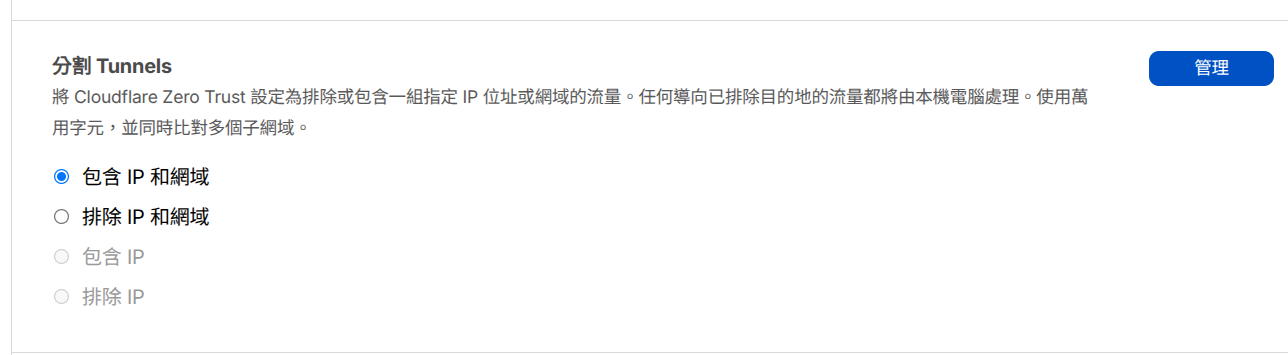 分割 Tunnels
管理
將 Cloudflare Zero Trust 設定為排除或包含一組指定 IP 位址或網域的流量。任何導向已排除目的地的流量都將由本機電腦處理。使用萬
用字元，並同時比對多個子網域。
包含 IP 和網域
排除 IP 和網域
包含 IP
排除 IP